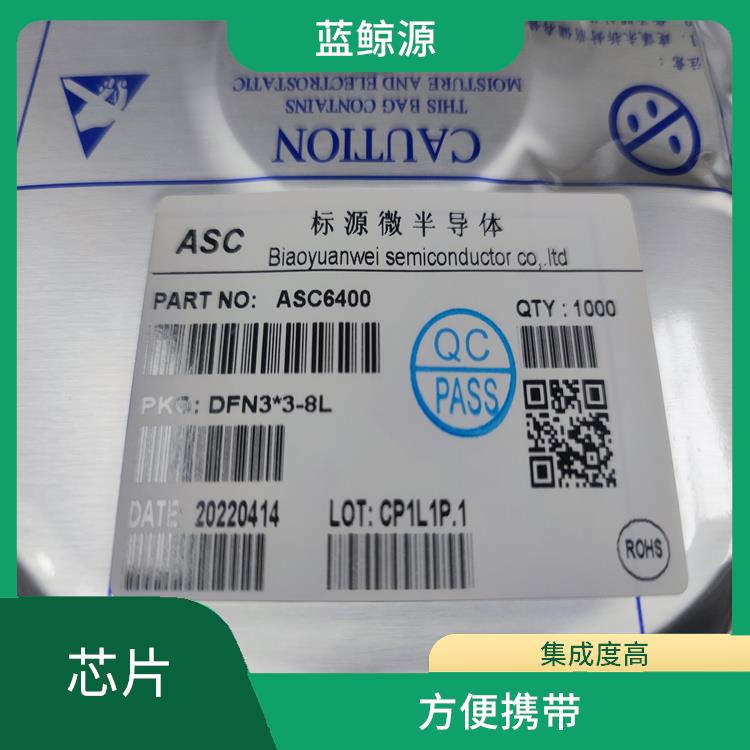 蓝鲸源
MOISTURE AND ELECTROSTATIC
THIS BAG CONTAINS
CAUTION
ASC
标源微半导体
Biaoyuanwei semiconductor co,.ltd
PART NO: ASC6400
QTY : 1000
QC
PASS
PKG: DFN3*3-8L
DATE: 20220414
LOT: CP1L1P.1
ROHS
芯片
集成度高
方便携带